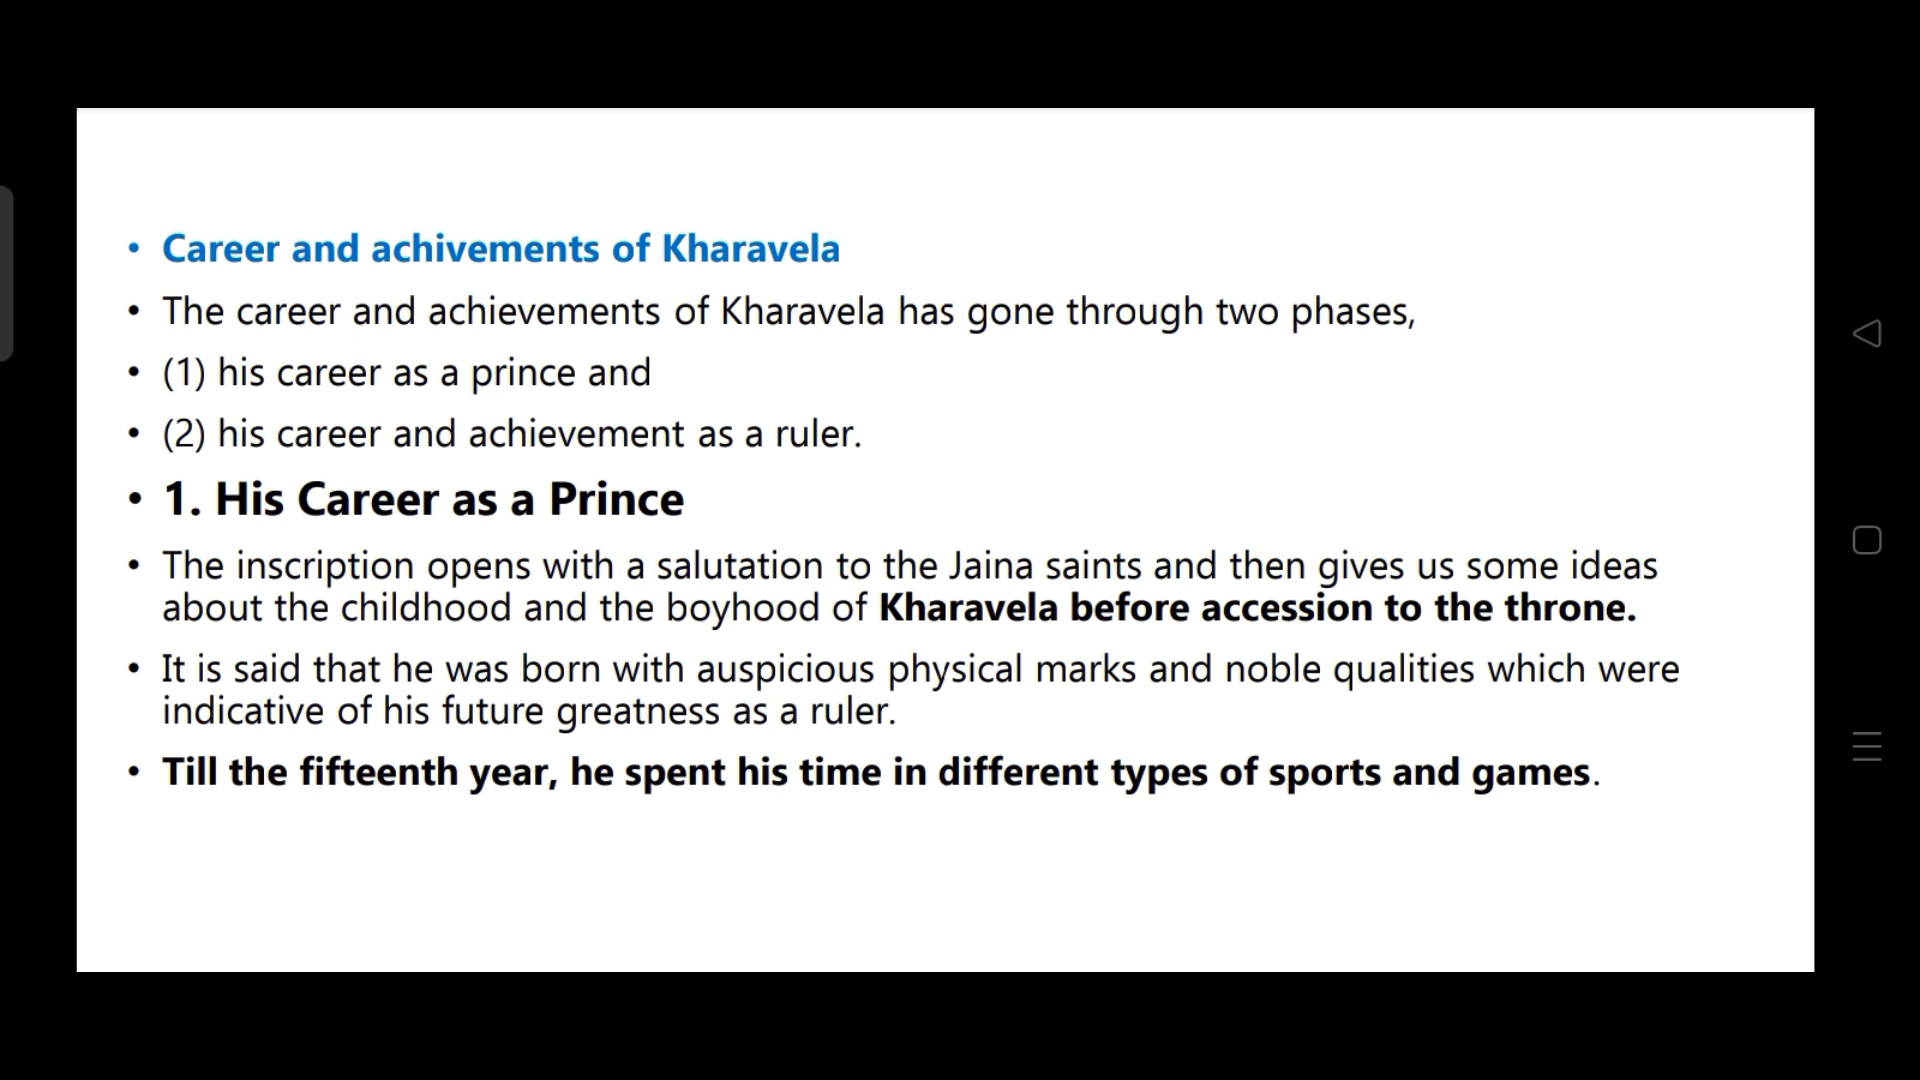 • Career and achivements of Kharavela
• The career and achievements of Kharavela has gone through two phases,
• (1) his career as a prince and
• (2) his career and achievement as a ruler.
• 1. His Career as a Prince
• The inscription opens with a salutation to the Jaina saints and then gives us some ideas
about the childhood and the boyhood of Kharavela before accession to the throne.
• It is said that he was born with auspicious physical marks and noble qualities which were
indicative of his future greatness as a ruler.
• Till the fifteenth year, he spent his time in different types of sports and games.